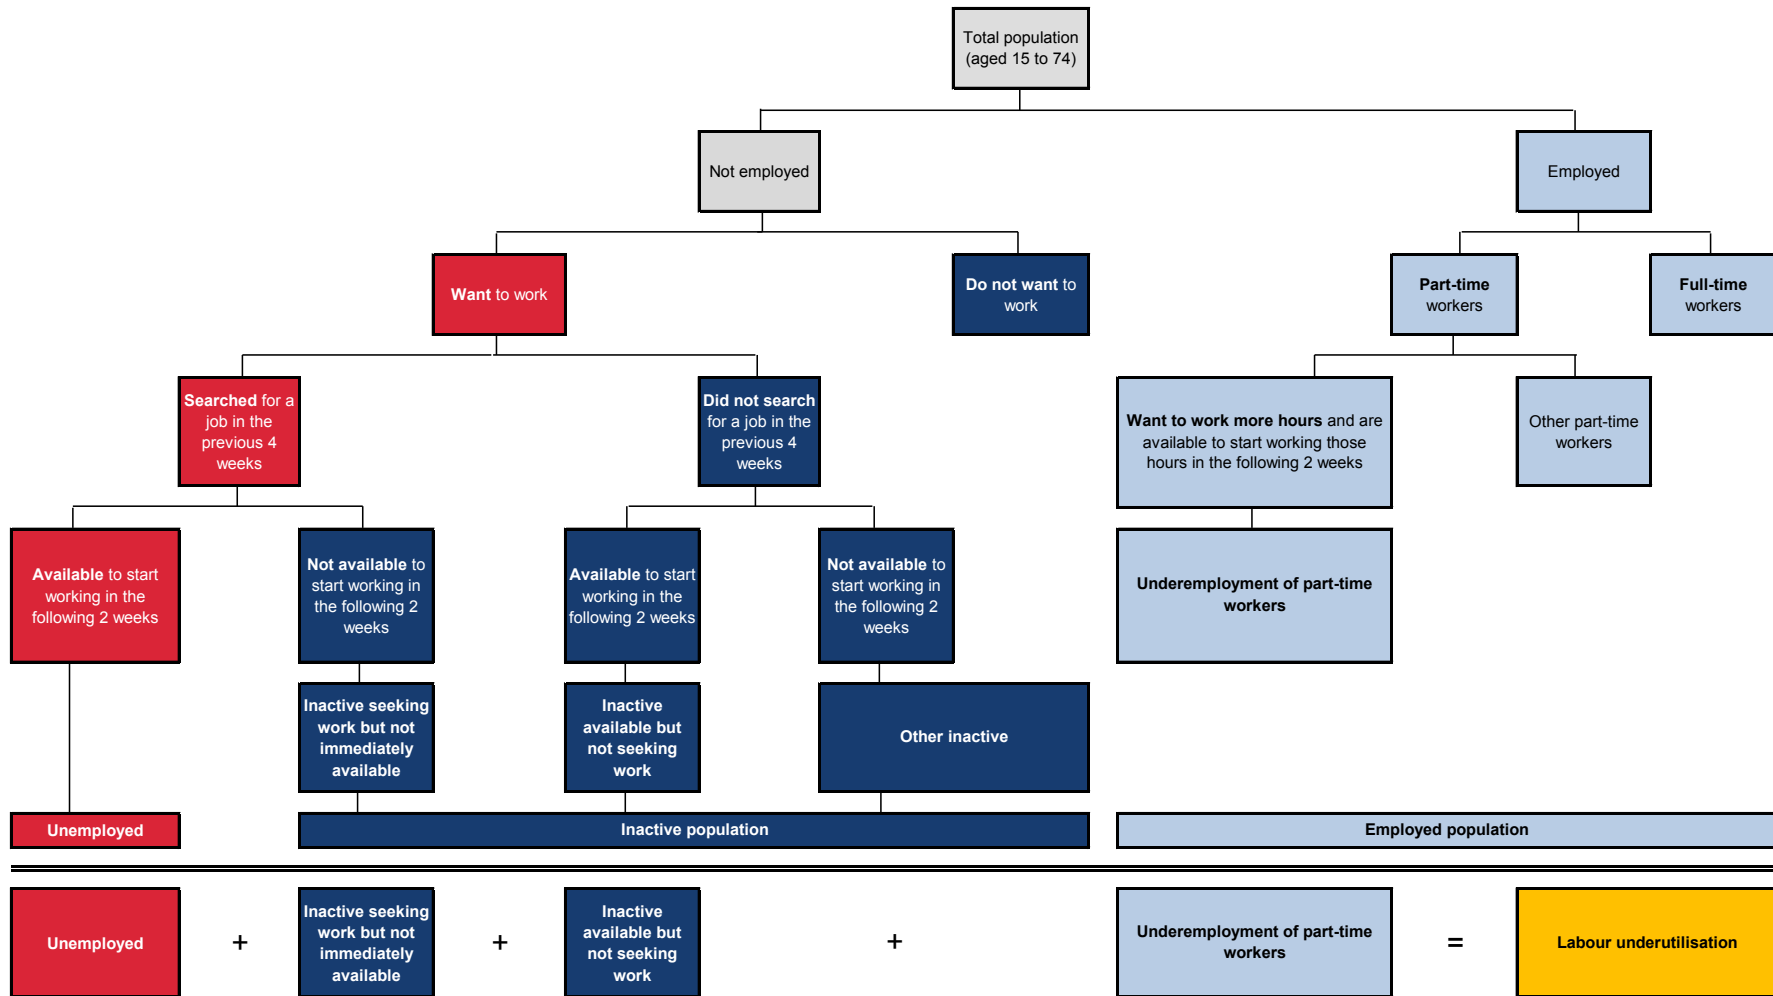 Total population
(aged 15 to 74)
Not employed
Employed
Want to work
Do not want to
work
Part-time
workers
Full-time
workers
Searched for a
job in the
previous 4
weeks
Did not search
for a job in the
previous 4
weeks
Want to work more hours and are
available to start working those
hours in the following 2 weeks
Other part-time
workers
Available to start
working in the
following 2 weeks
Not available to
start working in
the following 2
weeks
Available to start
working in the
following 2 weeks
Not available to
start working in
the following 2
weeks
Underemployment of part-time
workers
Inactive seeking
work but not
immediately
available
Inactive
available but
not seeking
work
Other inactive
Unemployed
Inactive population
Employed population
Unemployed
+
Inactive seeking
work but not
immediately
available
+
Inactive
available but
not seeking
work
+
Underemployment of part-time
workers
=
Labour underutilisation